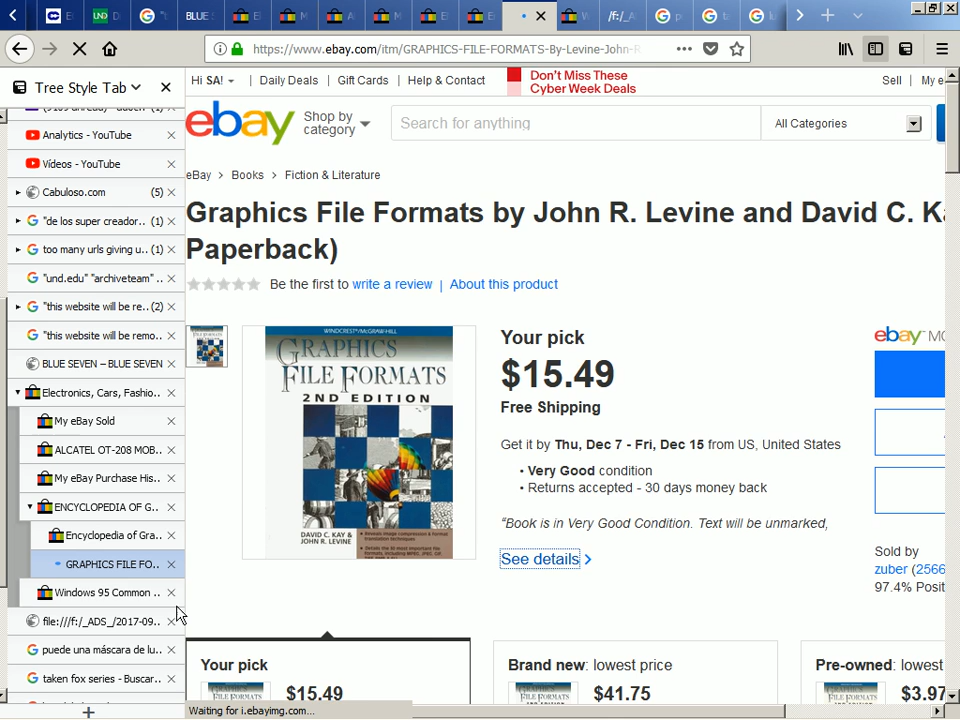 BLUE S
/f:/_A
https://www.ebay.com/itm/GRAPHICS-FILE-FORMATS-By-Levine-John-R
Tree Style Tab
Hi SA!
Daily Deals
Gift Cards
Help & Contact
Don't Miss These
Cyber Week Deals
Sell
My e
Analytics - YouTube
Vídeos - YouTube
Cabuloso.com (5)
"de los super creador.. (1)
too many urls giving u.. (1)
"und.edu" "archiveteam" ..
"this website will be re.. (2)
"this website will be remo..
BLUE SEVEN – BLUE SEVEN
Electronics, Cars, Fashio..
My eBay Sold
ALCATEL OT-208 MOB..
My eBay Purchase His..
ENCYCLOPEDIA OF G..
Encyclopedia of Gra..
GRAPHICS FILE FO..
Windows 95 Common ..
file:///f:/_ADS_/2017-09..
puede una máscara de lu..
taken fox series - Buscar..
ebay
Shop by
category
Search for anything
All Categories
eBay > Books > Fiction & Literature
Graphics File Formats by John R. Levine and David C. Ka
Paperback)
Be the first to write a review | About this product
WINDCREST/McGRAW-HILL
GRAPHICS
FILE FORMATS
2ND EDITION
DAVID C. KAY &
JOHN R. LEVINE
Your pick
$15.49
Free Shipping
Get it by Thu, Dec 7 - Fri, Dec 15 from US, United States
• Very Good condition
• Returns accepted - 30 days money back
"Book is in Very Good Condition. Text will be unmarked,
See details
ebay MO
Sold by
zuber (2566
97.4% Posit
Your pick
$15.49
Brand new: lowest price
$41.75
Pre-owned: lowest
$3.97
Waiting for i.ebayimg.com...